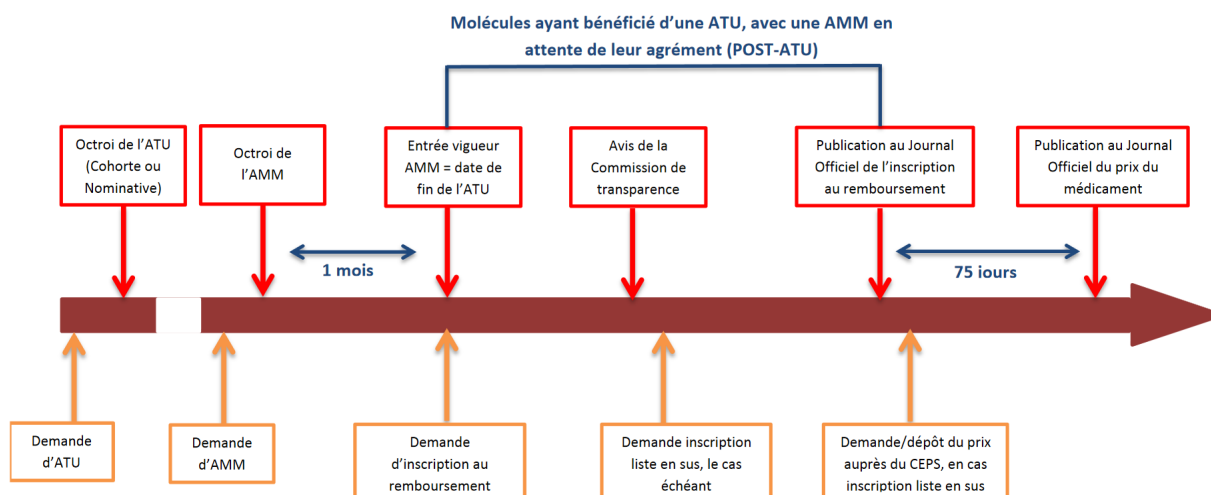 Molécules ayant bénéficié d'une ATU, avec une AMM en
attente de leur agrément (POST-ATU)
Octroi de l'ATU
(Cohorte ou
Nominative)
Octroi de
l'AMM
Entrée vigueur
AMM = date de
fin de l'ATU
Avis de la
Commission de
transparence
Publication au Journal
Officiel de l'inscription
au remboursement
Publication au Journal
Officiel du prix du
médicament
1 mois
75 iours
Demande
d'ATU
Demande
d'AMM
Demande
d'inscription au
remboursement
Demande inscription
liste en sus, le cas
échéant
Demande/dépôt du prix
auprès du CEPS, en cas
inscription liste en sus